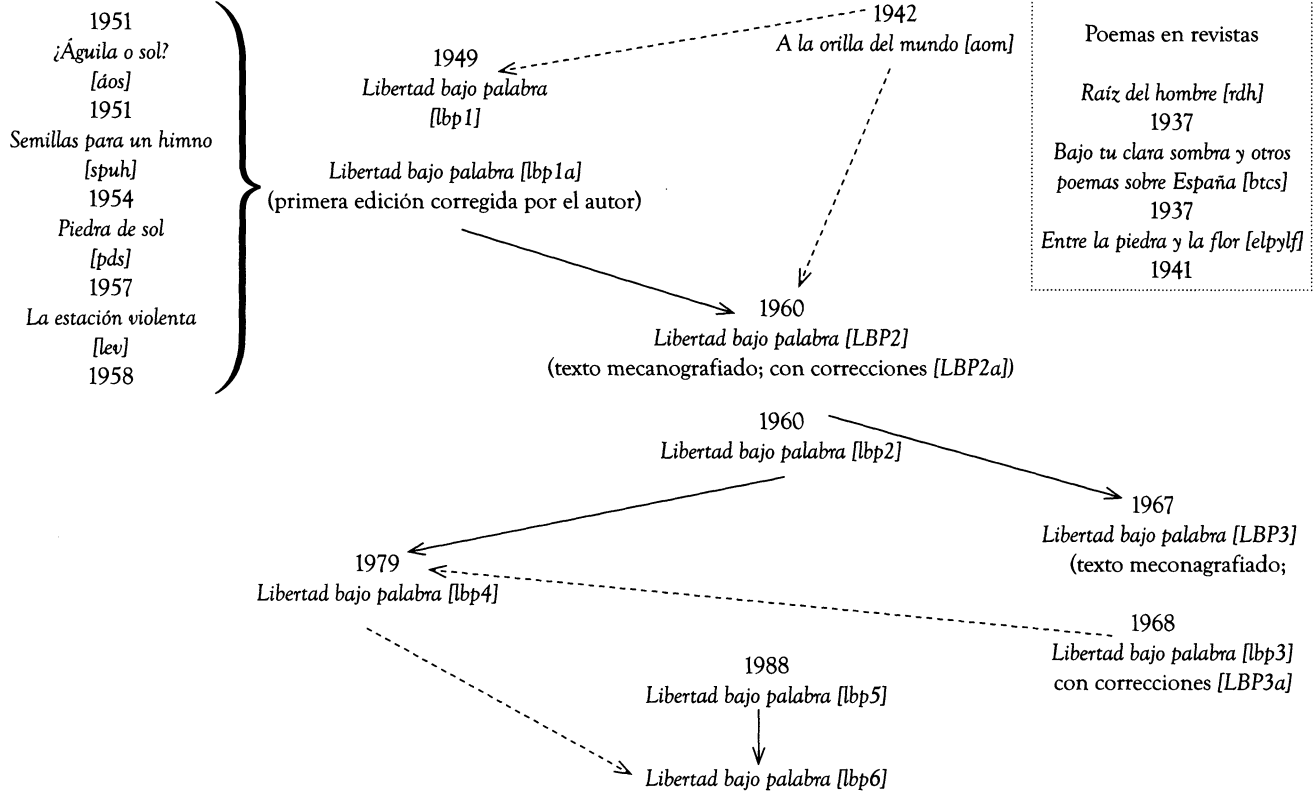 1951
¿Águila o sol?
[áos]
1951
Semillas para un himno
[spuh]
1954
Piedra de sol
[pds]
1957
La estación violenta
[lev]
1958
1949
Libertad bajo palabra
[lbp1]
Libertad bajo palabra [lbp1a]
(primera edición corregida por el autor)
1942
A la orilla del mundo [aom]
Poemas en revistas
Raíz del hombre [rdh]
1937
Bajo tu clara sombra y otros
poemas sobre España [btcs]
1937
Entre la piedra y la flor [elpylf]
1941
1960
Libertad bajo palabra [LBP2]
(texto mecanografiado; con correcciones [LBP2a])
1960
Libertad bajo palabra [lbp2]
1967
Libertad bajo palabra [LBP3]
(texto meconagrafiado;
1979
Libertad bajo palabra [lbp4]
1968
Libertad bajo palabra [lbp3]
con correcciones [LBP3a]
1988
Libertad bajo palabra [lbp5]
Libertad bajo palabra [lbp6]